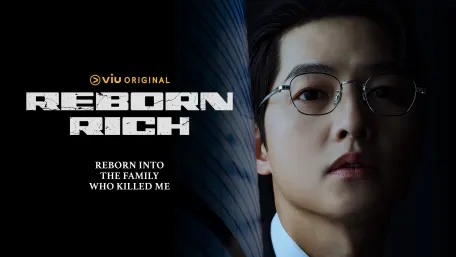 viu ORIGINAL
REBORN
RICH
REBORN INTO
THE FAMILY
WHO KILLED ME